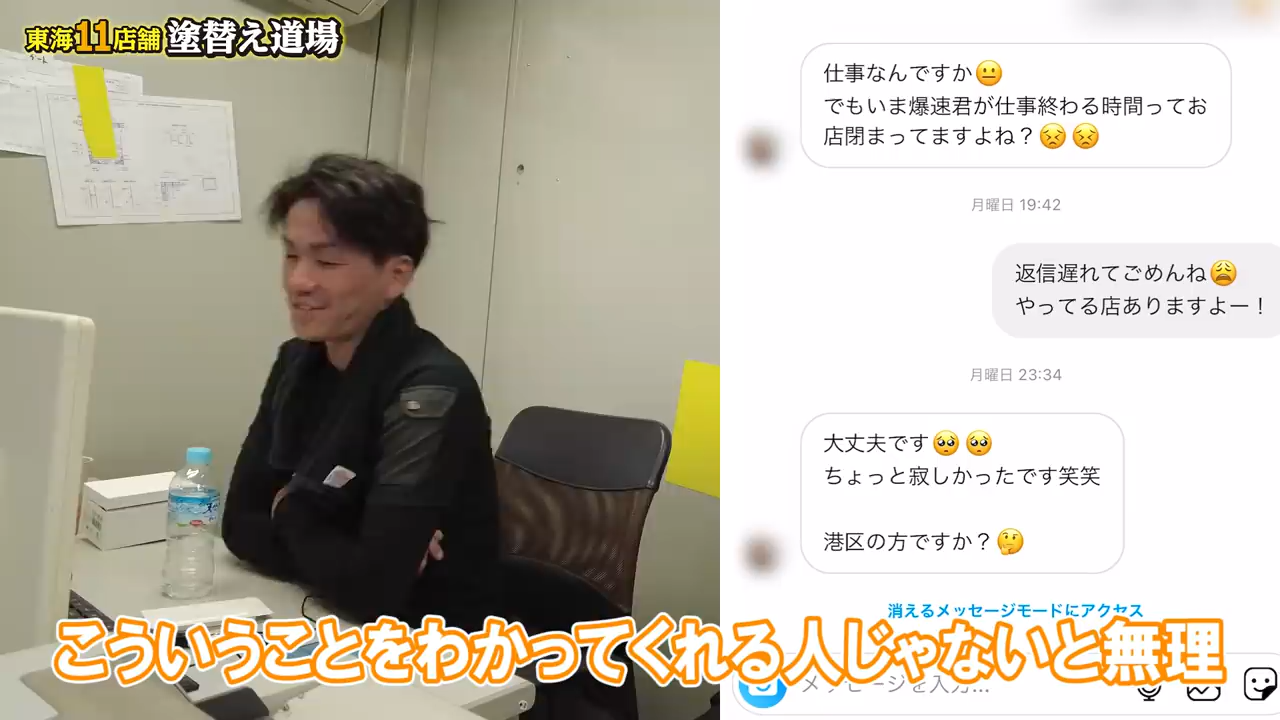 東海11店舗 塗替え道場
仕事なんですか😐
でもいま爆速君が仕事終わる時間ってお
店閉まってますよね？😣😣
月曜日 19:42
返信遅れてごめんね😩
やってる店ありますよー！
月曜日 23:34
大丈夫です🥺🥺
ちょっと寂しかったです笑笑
港区の方ですか？🤔
消えるメッセージモードにアクセス
こういうことをわかってくれる人じゃないと無理
メッセージを入力...